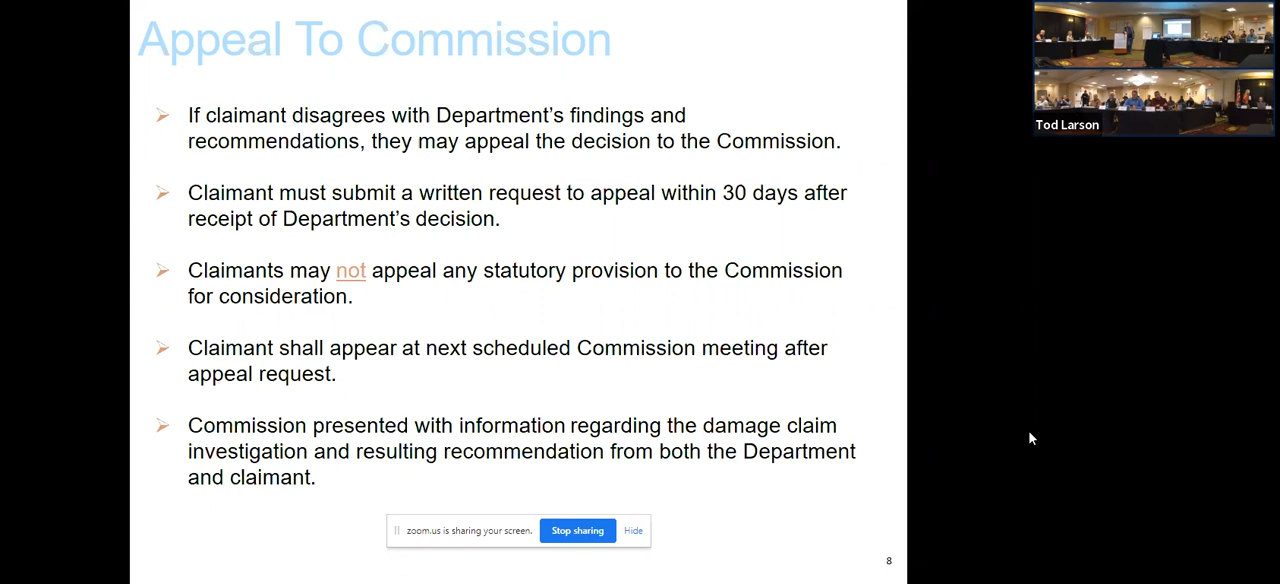 Appeal To Commission
If claimant disagrees with Department's findings and
recommendations, they may appeal the decision to the Commission.
Claimant must submit a written request to appeal within 30 days after
receipt of Department's decision.
Claimants may not appeal any statutory provision to the Commission
for consideration.
Claimant shall appear at next scheduled Commission meeting after
appeal request.
Commission presented with information regarding the damage claim
investigation and resulting recommendation from both the Department
and claimant.
zoom.us is sharing your screen. Stop sharing Hide
8
Tod Larson